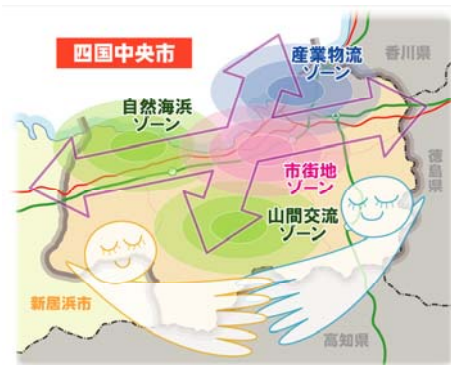 四国中央市
産業物流
ゾーン
香川県
自然海浜
ゾーン
市街地
ゾーン
徳島県
山間交流
ゾーン
新居浜市
高知県